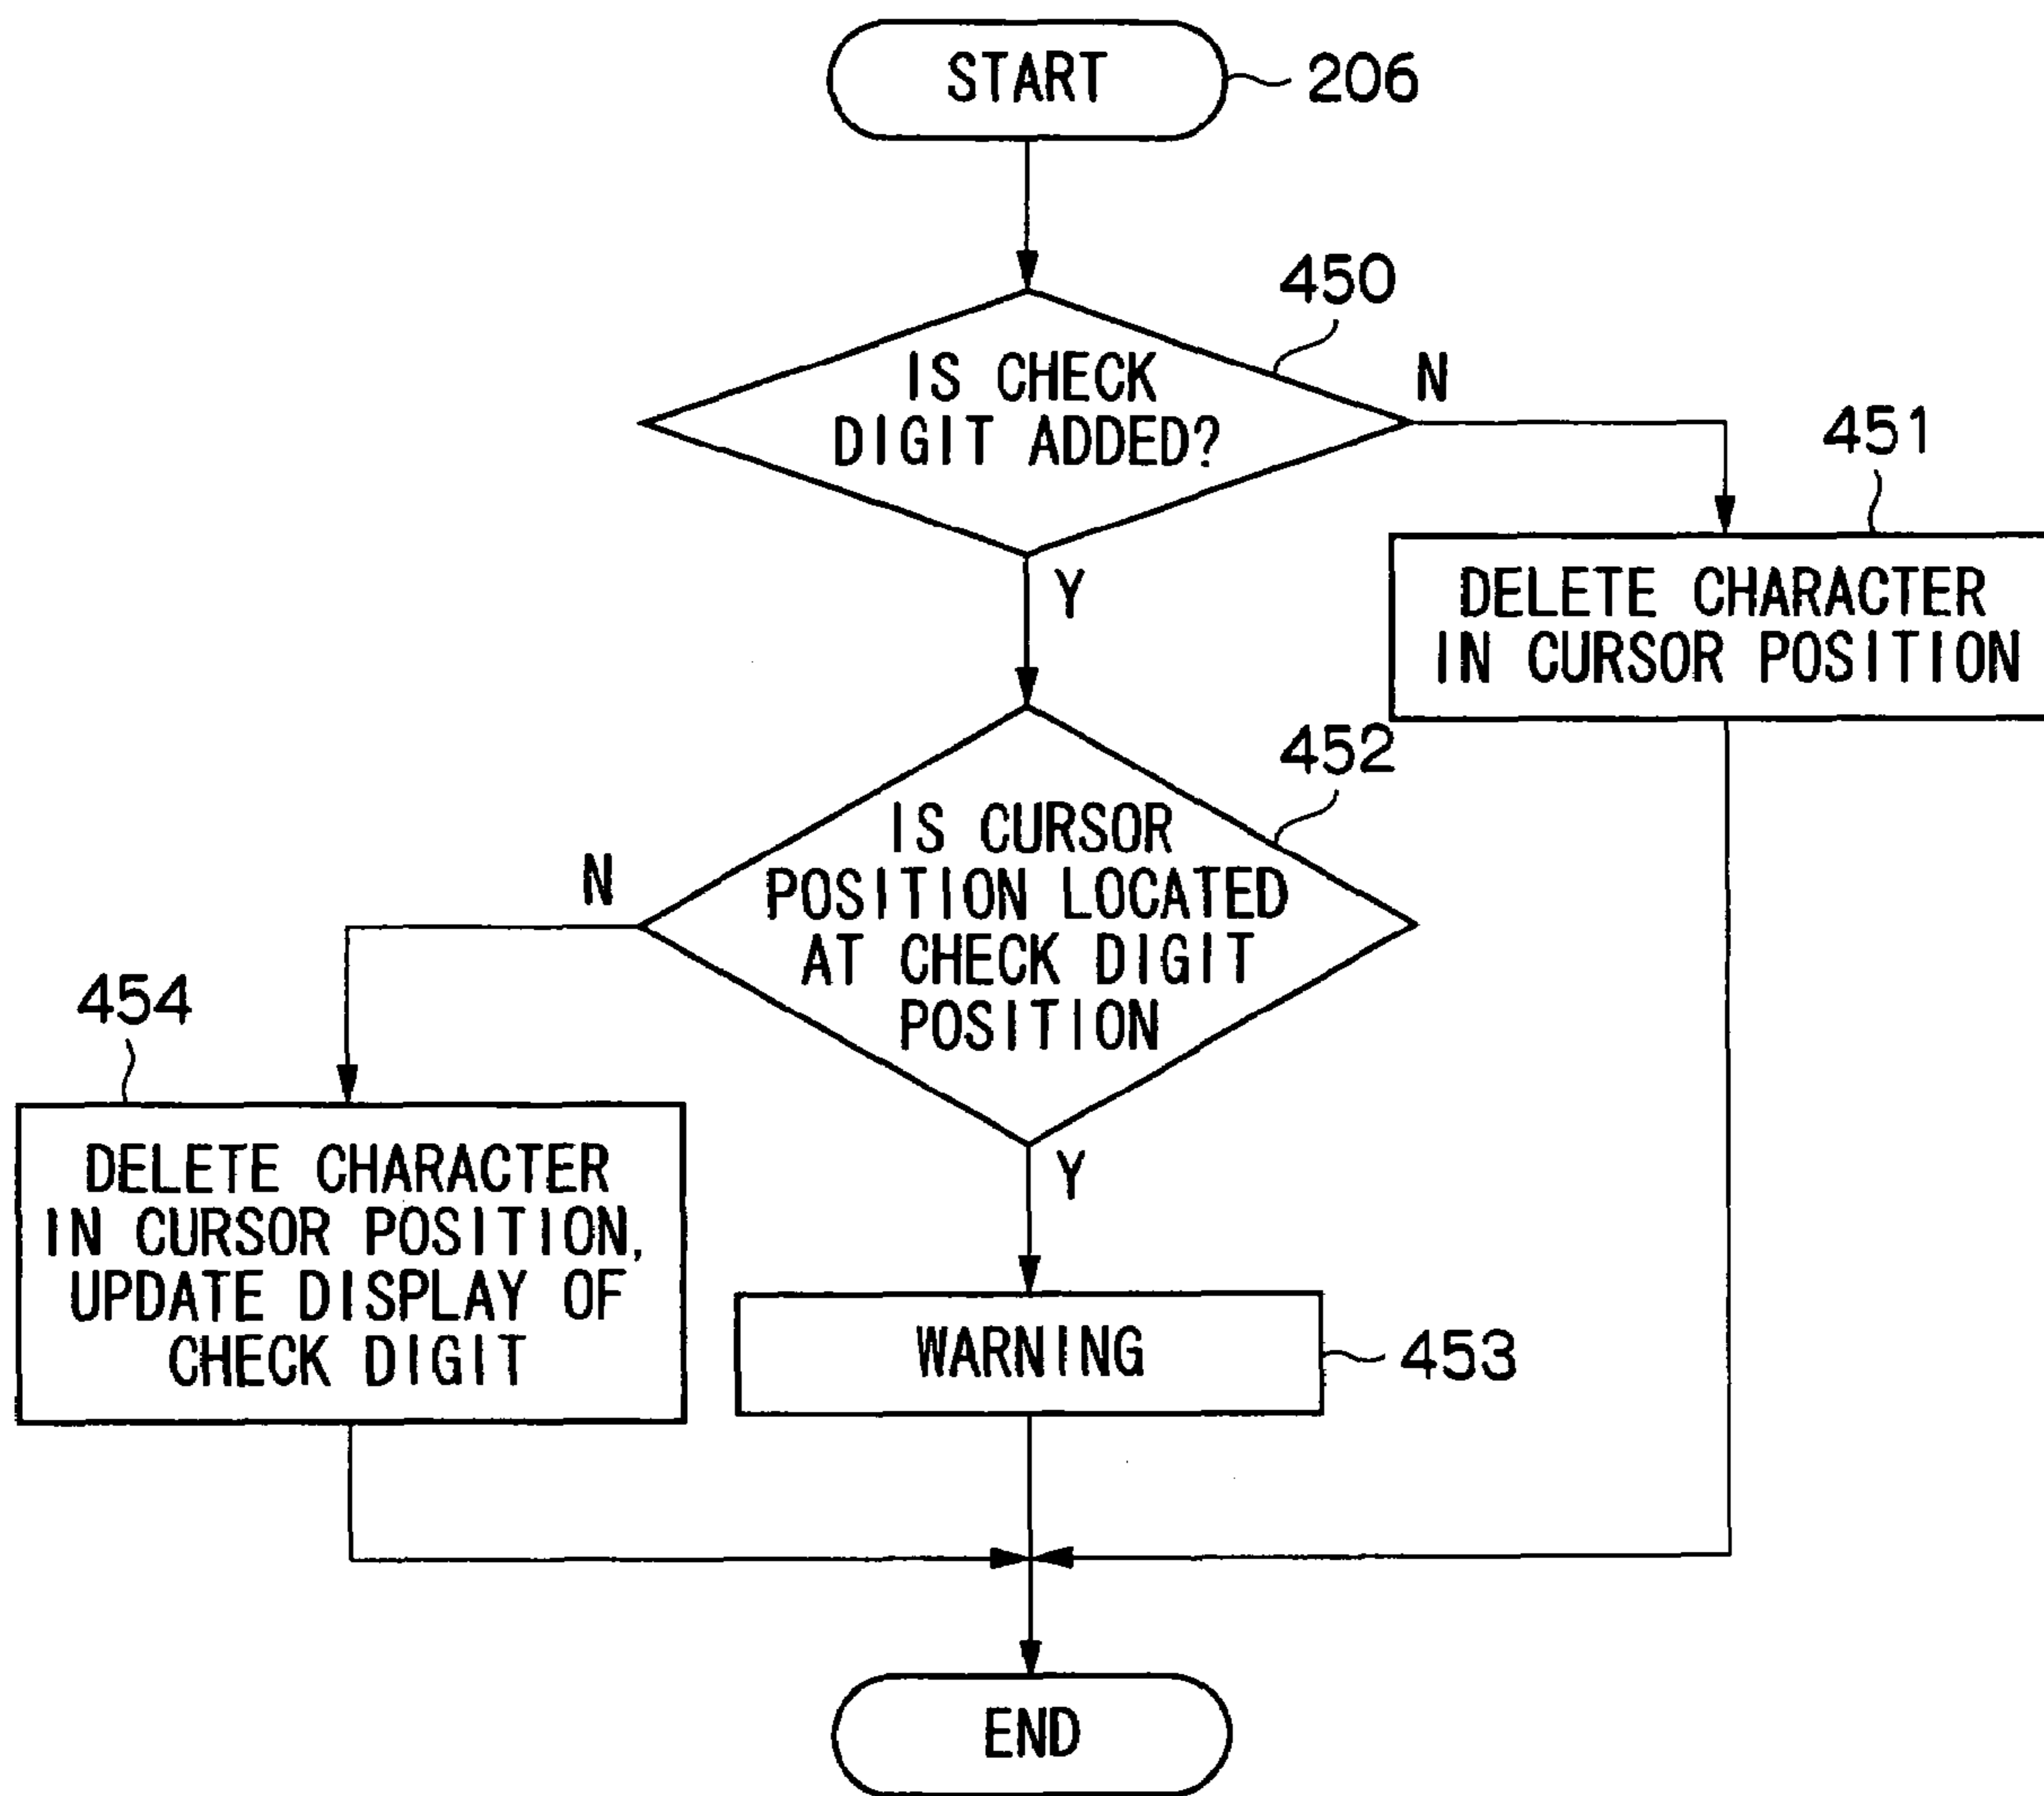 START
206
450
IS CHECK
DIGIT ADDED?
N
451
DELETE CHARACTER
IN CURSOR POSITION
Y
452
IS CURSOR
POSITION LOCATED
AT CHECK DIGIT
POSITION
N
454
DELETE CHARACTER
IN CURSOR POSITION,
UPDATE DISPLAY OF
CHECK DIGIT
Y
WARNING
453
END